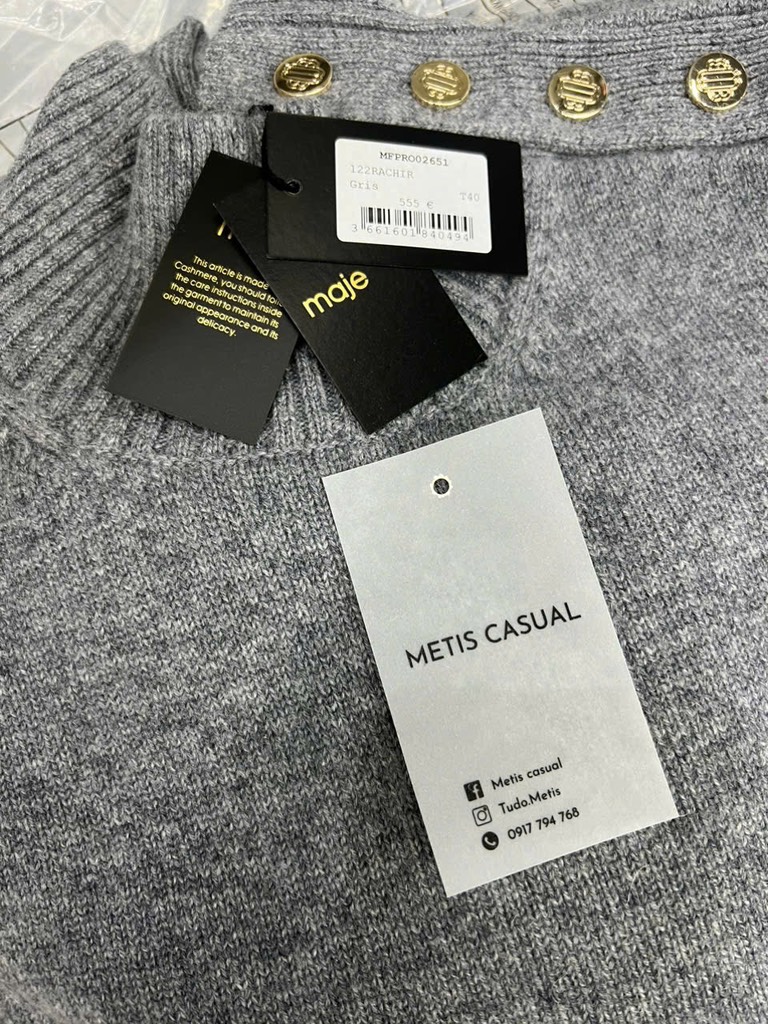 MFPRO02651
122RACHIR
Gris
T40
555 €
3 661601 840494
This article is made
Cashmere, you should
the care instructions inside
the garment to maintain its
original appearance and its
delicacy.
maje
METIS CASUAL
Metis casual
Tudo.Metis
0917 794 768